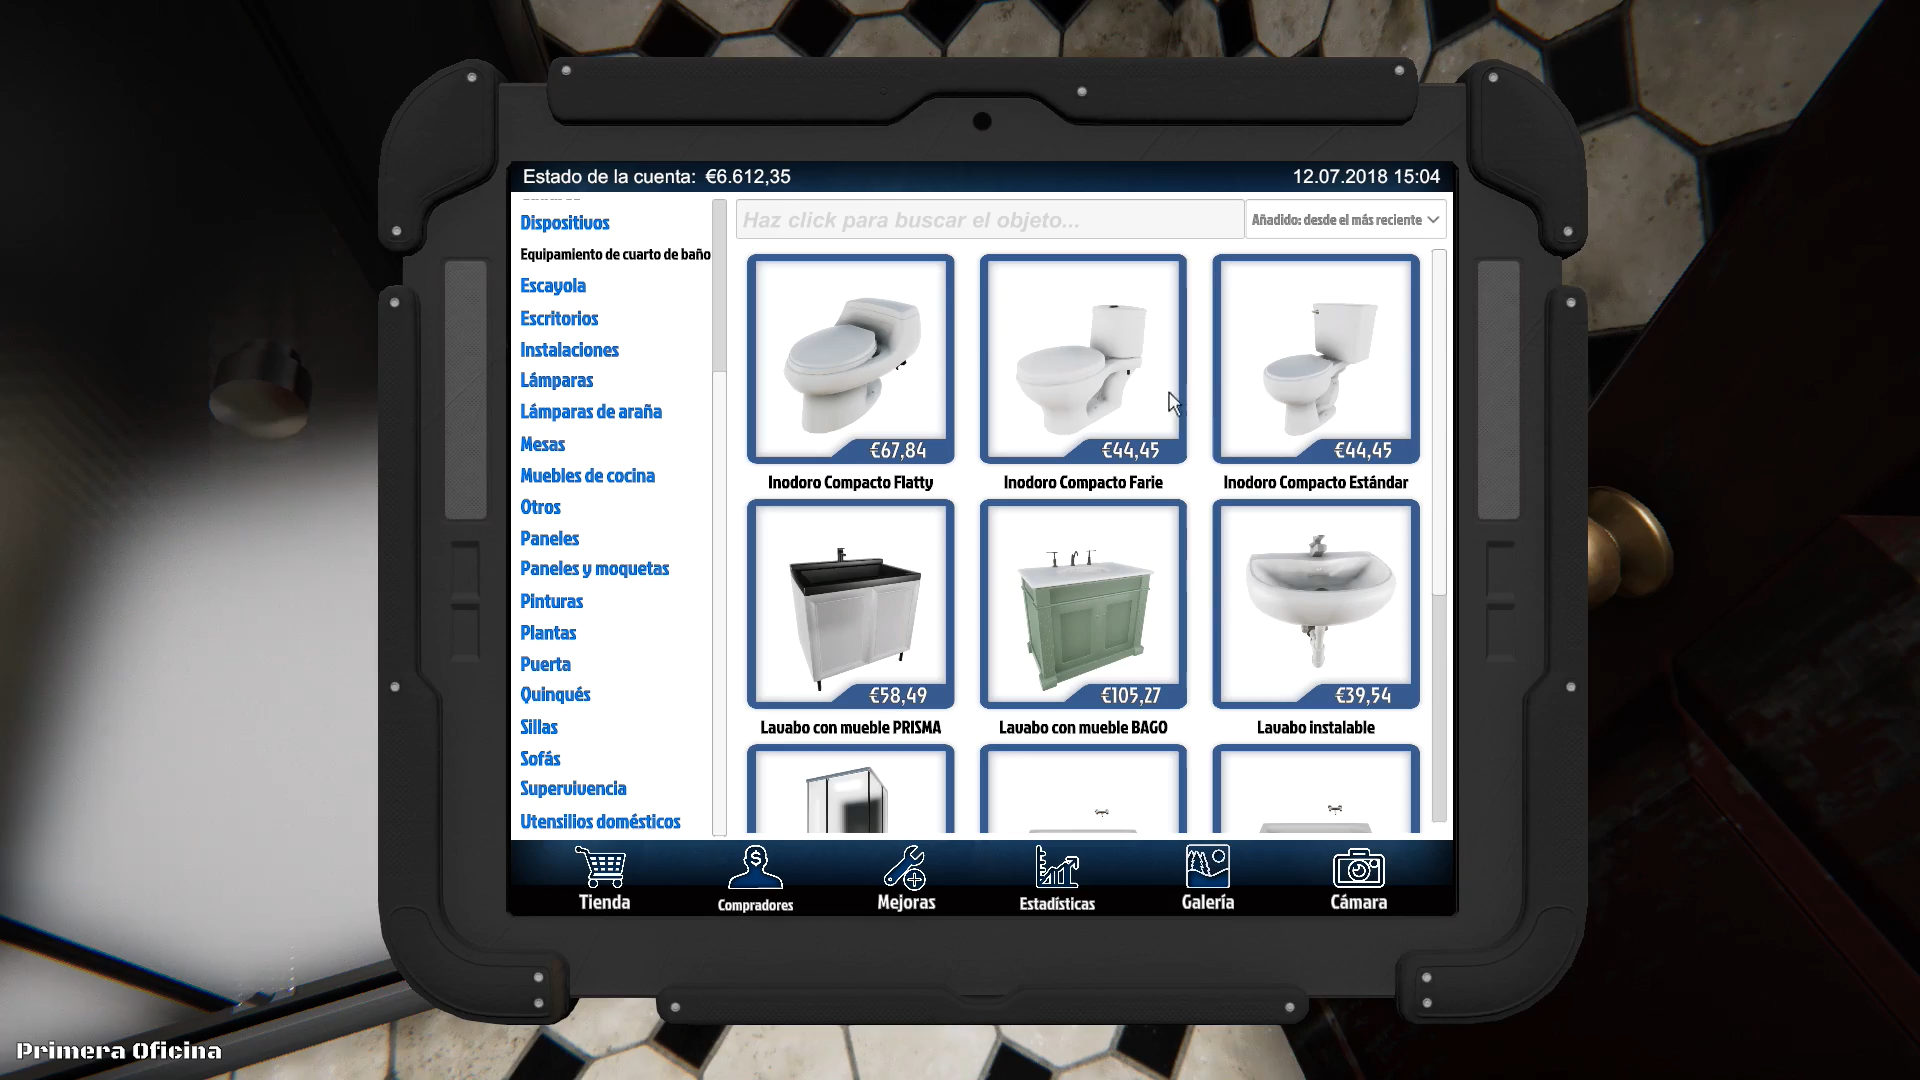 Estado de la cuenta: €6.612,35
12.07.2018 15:04
Dispositivos
Equipamiento de cuarto de baño
Escayola
Escritorios
Instalaciones
Lámparas
Lámparas de araña
Mesas
Muebles de cocina
Otros
Paneles
Paneles y moquetas
Pinturas
Plantas
Puerta
Quinqués
Sillas
Sofás
Supervivencia
Utensilios domésticos
Haz click para buscar el objeto...
Añadido: desde el más reciente
€67,84
€44,45
€44,45
Inodoro Compacto Flatty
Inodoro Compacto Farie
Inodoro Compacto Estándar
€58,49
€105,27
€39,54
Lavabo con mueble PRISMA
Lavabo con mueble BAGO
Lavabo instalable
Tienda
Compradores
Mejoras
Estadísticas
Galería
Cámara
Primera Oficina